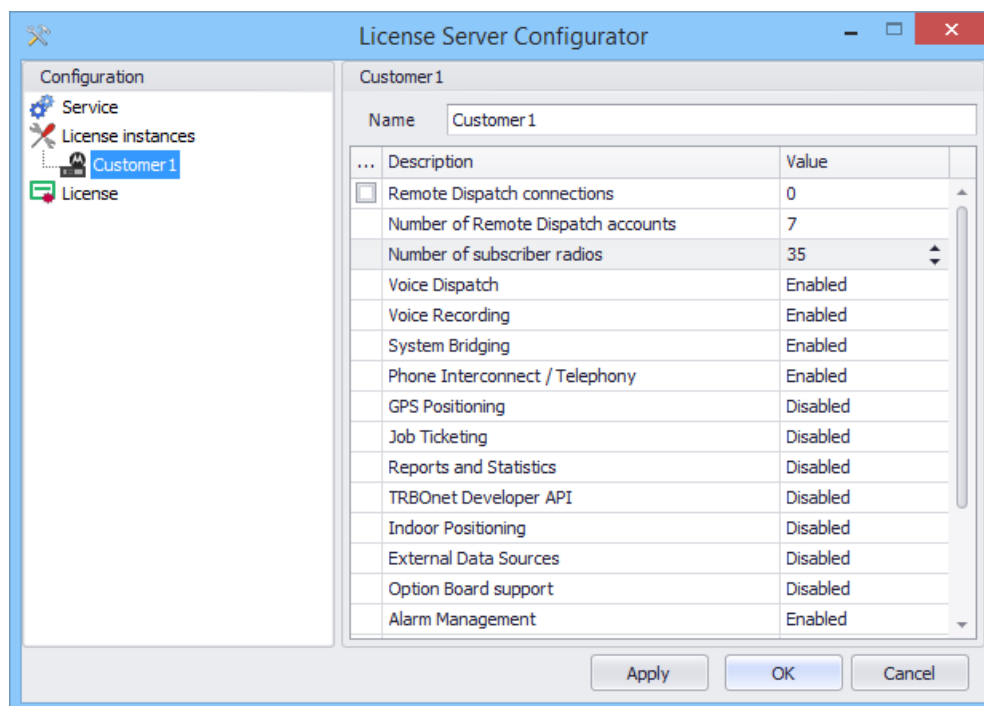 License Server Configurator
Configuration
Service
License instances
Customer1
License
Customer1
Name Customer1
... Description Value
Remote Dispatch connections 0
Number of Remote Dispatch accounts 7
Number of subscriber radios 35
Voice Dispatch Enabled
Voice Recording Enabled
System Bridging Enabled
Phone Interconnect / Telephony Enabled
GPS Positioning Disabled
Job Ticketing Disabled
Reports and Statistics Disabled
TRBOnet Developer API Disabled
Indoor Positioning Disabled
External Data Sources Disabled
Option Board support Disabled
Alarm Management Enabled
Apply OK Cancel